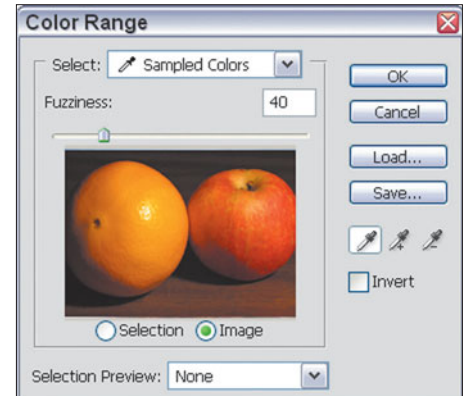 Color Range
Select: Sampled Colors
Fuzziness: 40
OK
Cancel
Load...
Save...
Invert
Selection Image
Selection Preview: None